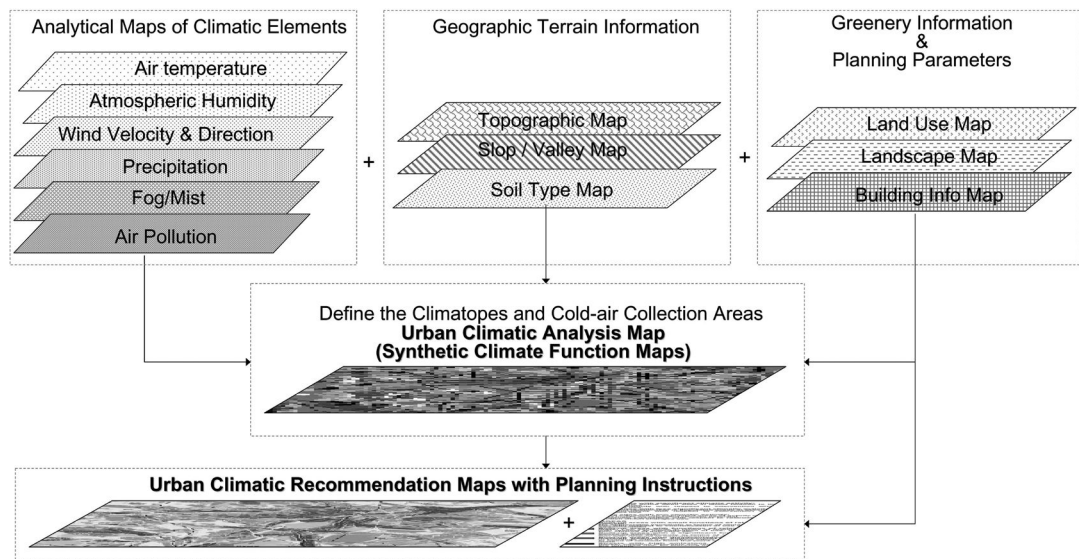 Analytical Maps of Climatic Elements
Air temperature
Atmospheric Humidity
Wind Velocity & Direction
Precipitation
Fog/Mist
Air Pollution
+
Geographic Terrain Information
Topographic Map
Slop / Valley Map
Soil Type Map
+
Greenery Information
&
Planning Parameters
Land Use Map
Landscape Map
Building Info Map
Define the Climatopes and Cold-air Collection Areas
Urban Climatic Analysis Map
(Synthetic Climate Function Maps)
Urban Climatic Recommendation Maps with Planning Instructions
+